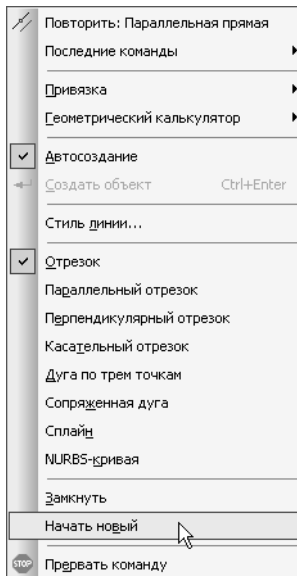 Повторить: Параллельная прямая
Последние команды
Привязка
Геометрический калькулятор
Автосоздание
Создать объект Ctrl+Enter
Стиль линии...
Отрезок
Параллельный отрезок
Перпендикулярный отрезок
Касательный отрезок
Дуга по трем точкам
Сопряженная дуга
Сплайн
NURBS-кривая
Замкнуть
Начать новый
STOP Прервать команду